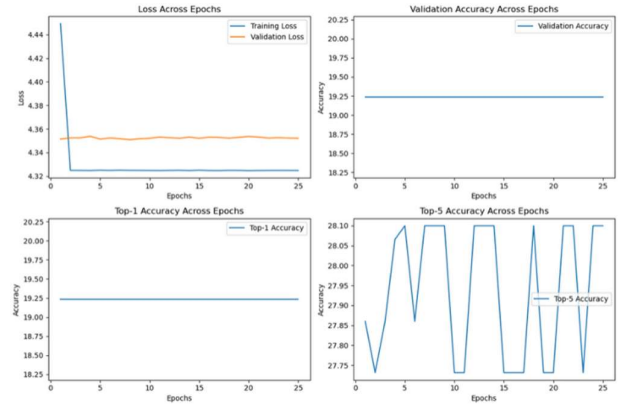 Loss Across Epochs
Training Loss
Validation Loss
4.44
4.42
4.40
4.38
4.36
4.34
4.32
Loss
0 5 10 15 20 25
Epochs
Validation Accuracy Across Epochs
Validation Accuracy
20.25
20.00
19.75
19.50
19.25
19.00
18.75
18.50
18.25
Accuracy
0 5 10 15 20 25
Epochs
Top-1 Accuracy Across Epochs
Top-1 Accuracy
20.25
20.00
19.75
19.50
19.25
19.00
18.75
18.50
18.25
Accuracy
0 5 10 15 20 25
Epochs
Top-5 Accuracy Across Epochs
Top-5 Accuracy
28.10
28.05
28.00
27.95
27.90
27.85
27.80
27.75
Accuracy
0 5 10 15 20 25
Epochs